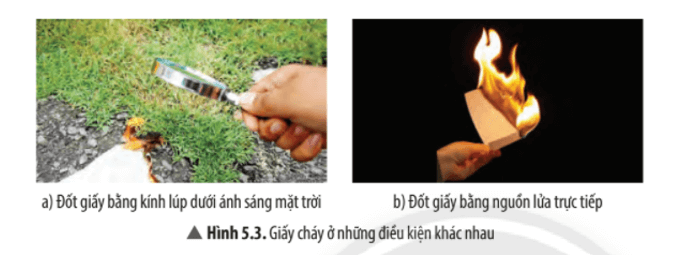 a) Đốt giấy bằng kính lúp dưới ánh sáng mặt trời
b) Đốt giấy bằng nguồn lửa trực tiếp
▲ Hình 5.3. Giấy cháy ở những điều kiện khác nhau